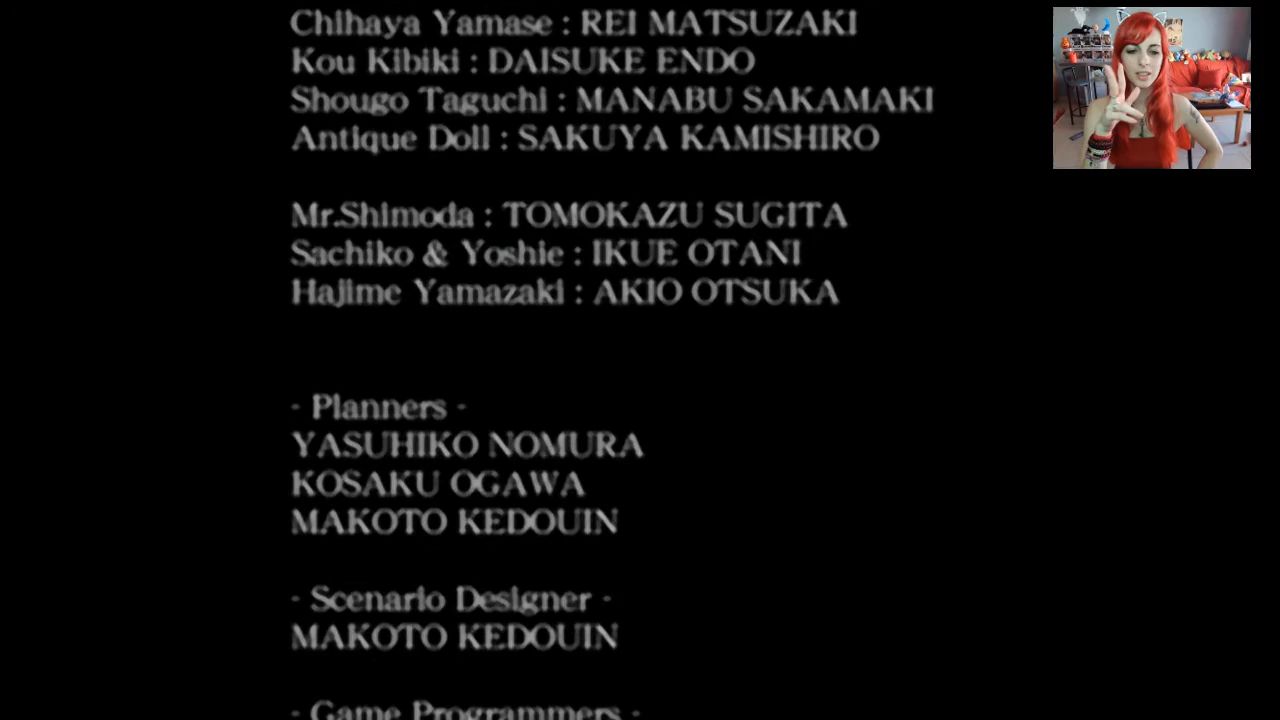 Chihaya Yamase : REI MATSUZAKI
Kou Kibiki : DAISUKE ENDO
Shougo Taguchi : MANABU SAKAMAKI
Antique Doll : SAKUYA KAMISHIRO
Mr.Shimoda : TOMOKAZU SUGITA
Sachiko & Yoshie : IKUE OTANI
Hajime Yamazaki : AKIO OTSUKA
- Planners -
YASUHIKO NOMURA
KOSAKU OGAWA
MAKOTO KEDOUIN
- Scenario Designer -
MAKOTO KEDOUIN
- Game Programmers -